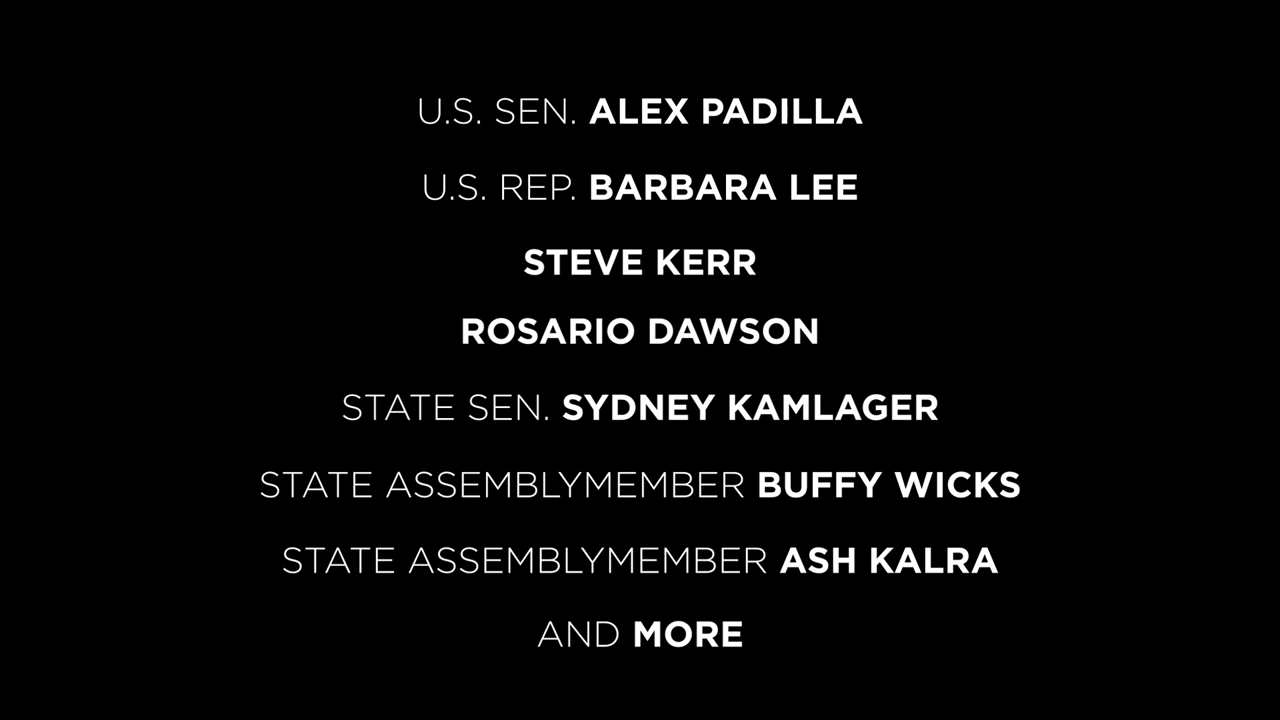 U.S. SEN. ALEX PADILLA
U.S. REP. BARBARA LEE
STEVE KERR
ROSARIO DAWSON
STATE SEN. SYDNEY KAMLAGER
STATE ASSEMBLYMEMBER BUFFY WICKS
STATE ASSEMBLYMEMBER ASH KALRA
AND MORE